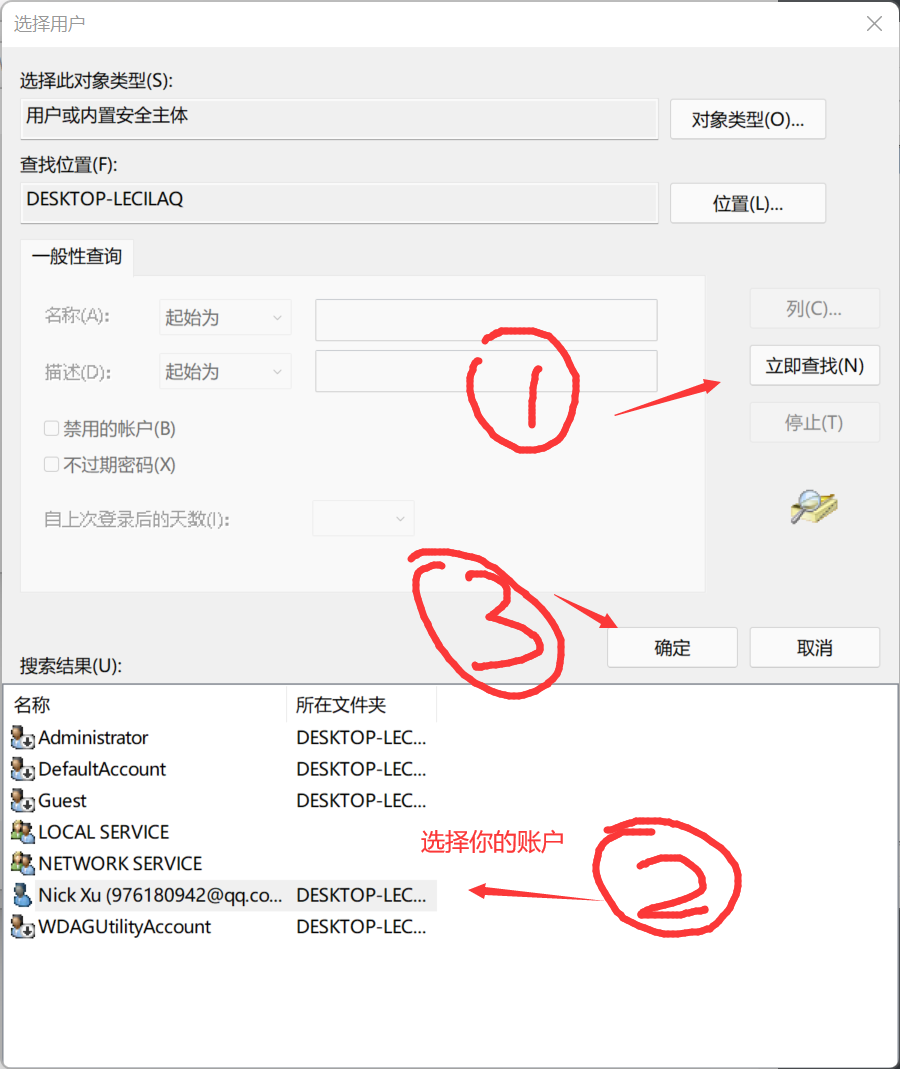 选择用户
选择此对象类型(S):
用户或内置安全主体
对象类型(O)...
查找位置(F):
DESKTOP-LECILAQ
位置(L)...
一般性查询
名称(A):
起始为
列(C)...
描述(D):
起始为
立即查找(N)
1
禁用的帐户(B)
停止(T)
不过期密码(X)
自上次登录后的天数(I):
3
确定
取消
搜索结果(U):
名称 所在文件夹
Administrator DESKTOP-LEC...
DefaultAccount DESKTOP-LEC...
Guest DESKTOP-LEC...
LOCAL SERVICE
选择你的账户
NETWORK SERVICE
2
Nick Xu (976180942@qq.co... DESKTOP-LEC...
WDAGUtilityAccount DESKTOP-LEC...